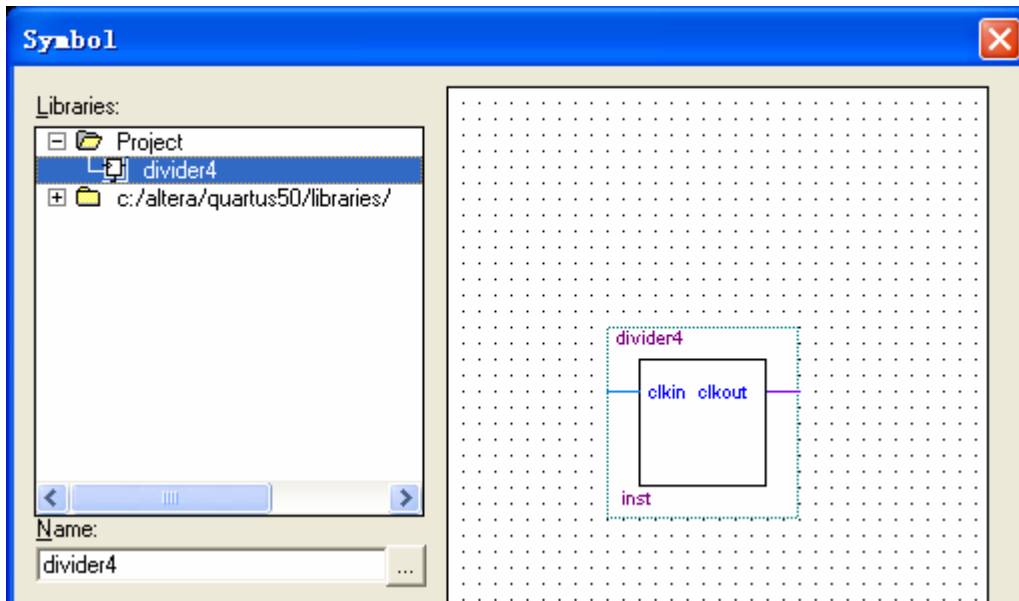 Symbol
Libraries:
Project
divider4
c:/altera/quartus50/libraries/
Name:
divider4
...
divider4
clkin clkout
inst